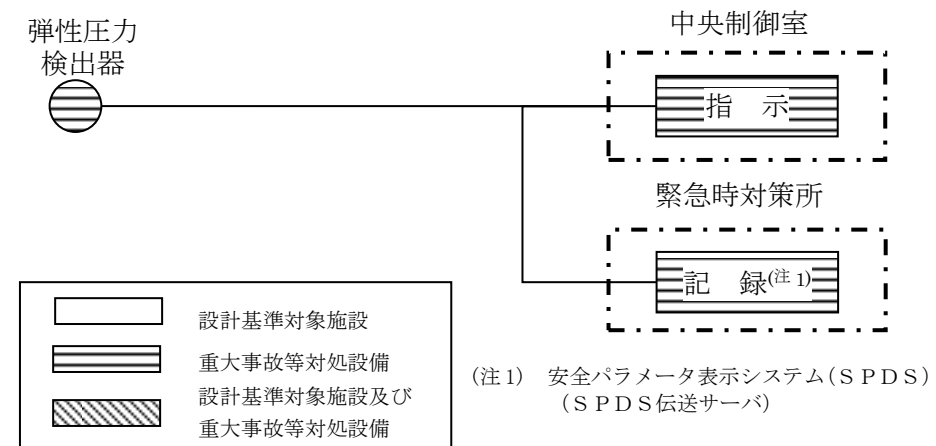 弾性圧力
検出器
中央制御室
指　示
緊急時対策所
記　録(注 1)
設計基準対象施設
重大事故等対処設備
設計基準対象施設及び
重大事故等対処設備
(注 1)　安全パラメータ表示システム(ＳＰＤＳ)
(ＳＰＤＳ伝送サーバ)